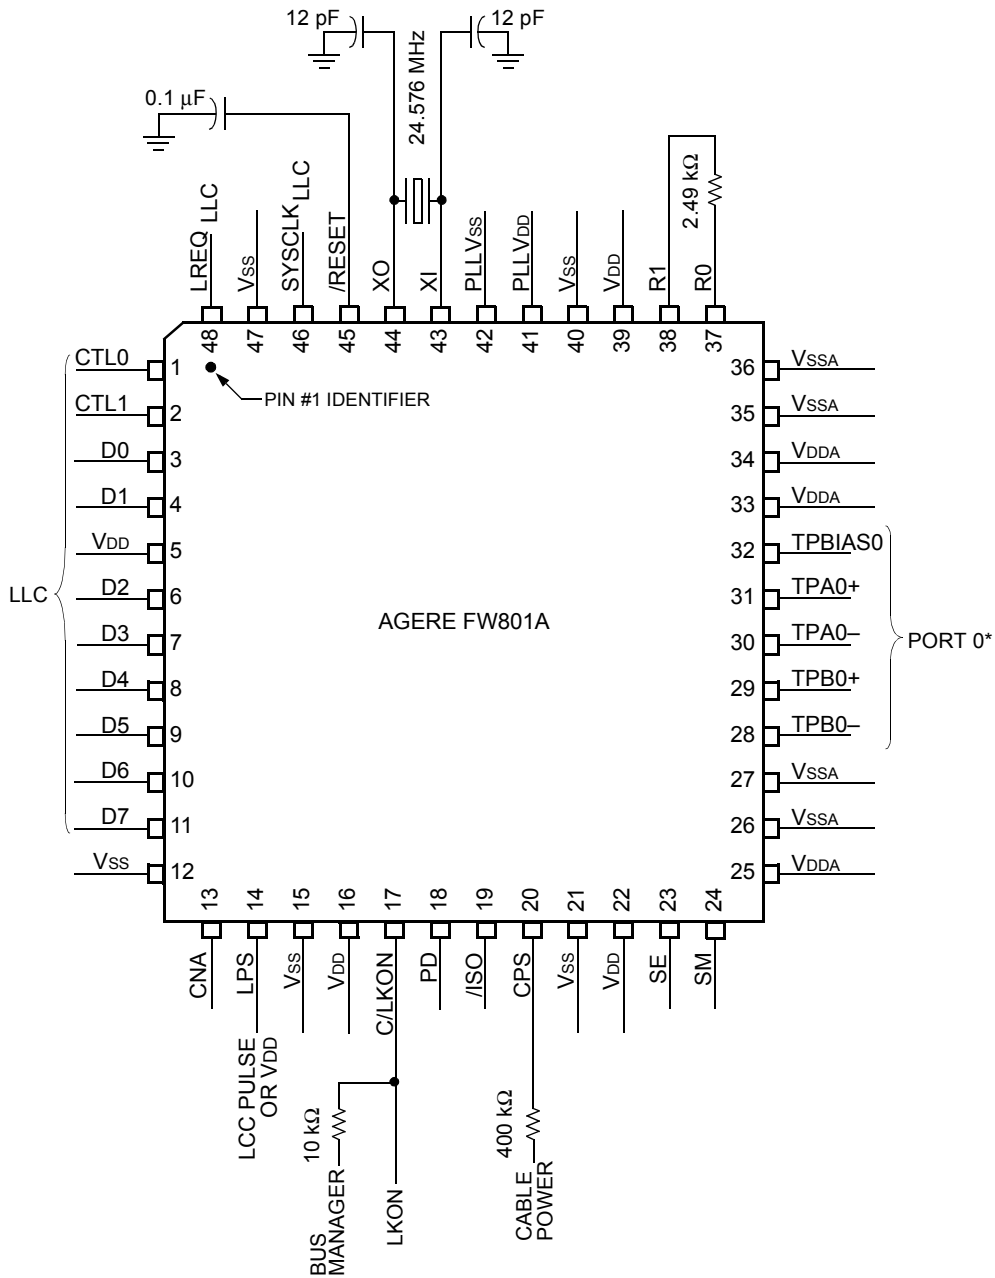 12 pF
12 pF
24.576 MHz
0.1 µF
2.49 kΩ
LREQ LLC
VSS
SYSCLK LLC
/RESET
XO
XI
PLLVSS
PLLVDD
VSS
VDD
R1
R0
48
47
46
45
44
43
42
41
40
39
38
37
PIN #1 IDENTIFIER
LLC
CTL0 1
CTL1 2
D0 3
D1 4
VDD 5
D2 6
D3 7
D4 8
D5 9
D6 10
D7 11
VSS 12
AGERE FW801A
36 VSSA
35 VSSA
34 VDDA
33 VDDA
32 TPBIAS0
31 TPA0+
30 TPA0–
29 TPB0+
28 TPB0–
27 VSSA
26 VSSA
25 VDDA
PORT 0*
13
14
15
16
17
18
19
20
21
22
23
24
CNA
LPS
VSS
VDD
C/LKON
PD
/ISO
CPS
VSS
VDD
SE
SM
LCC PULSE
OR VDD
10 kΩ
BUS
MANAGER
LKON
400 kΩ
CABLE
POWER